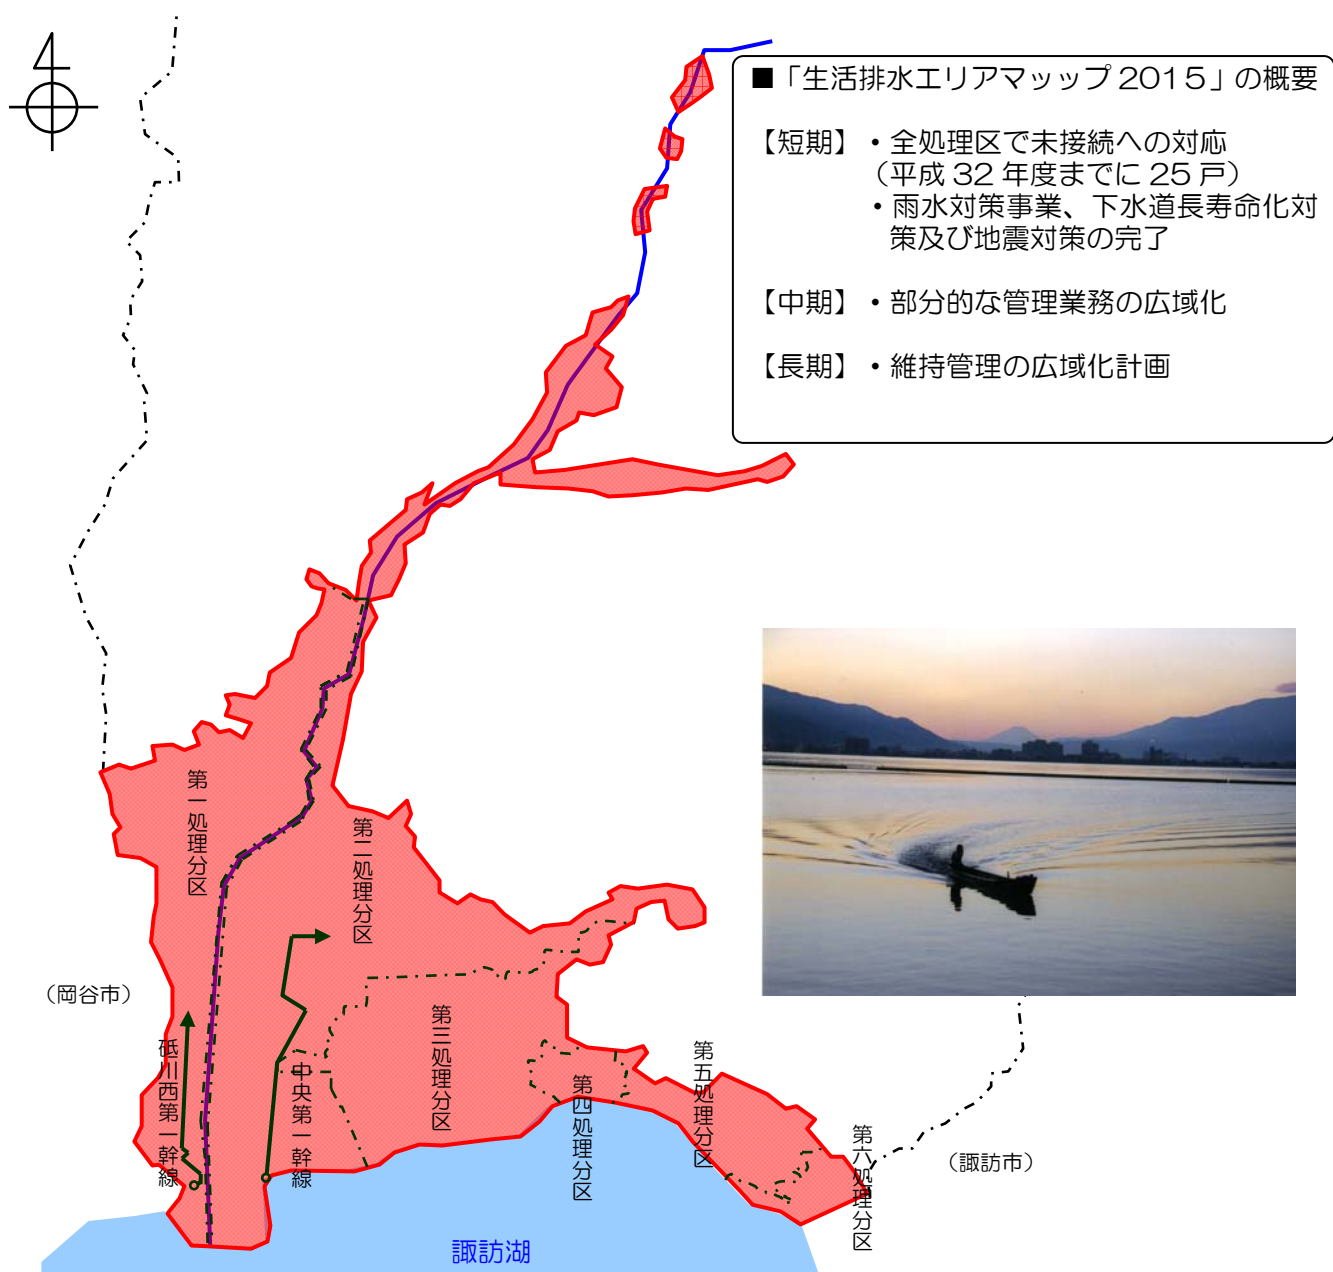 ■「生活排水エリアマッップ2015」の概要
【短期】・全処理区で未接続への対応
（平成32年度までに25戸）
・雨水対策事業、下水道長寿命化対
策及び地震対策の完了
【中期】・部分的な管理業務の広域化
【長期】・維持管理の広域化計画
第一処理分区
第二処理分区
（岡谷市）
第三処理分区
砥川西第一幹線
中央第一幹線
第四処理分区
第五処理分区
第六処理分区
（諏訪市）
諏訪湖